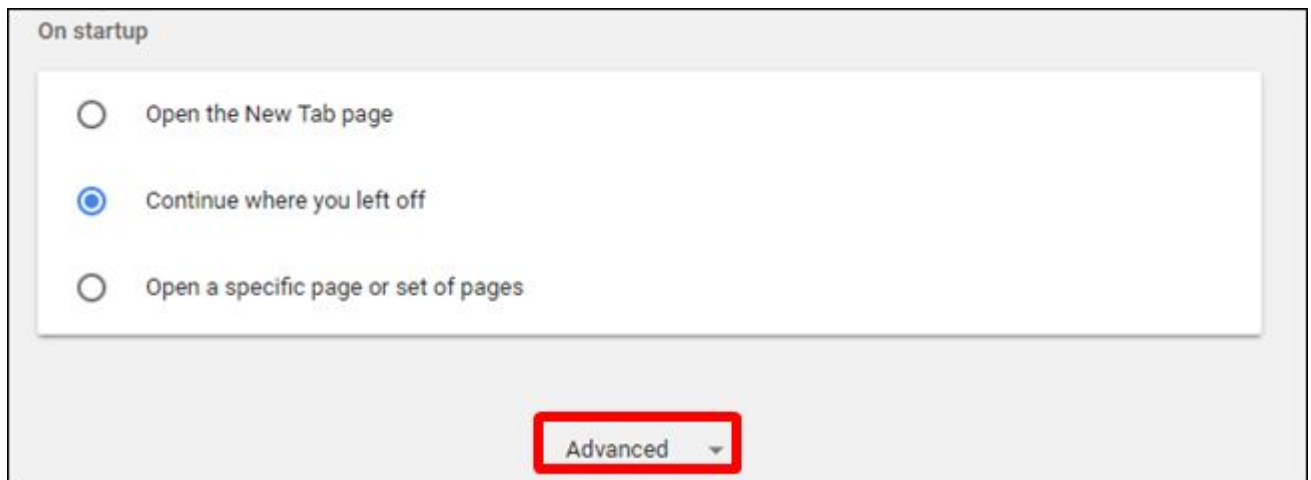 On startup
Open the New Tab page
Continue where you left off
Open a specific page or set of pages
Advanced